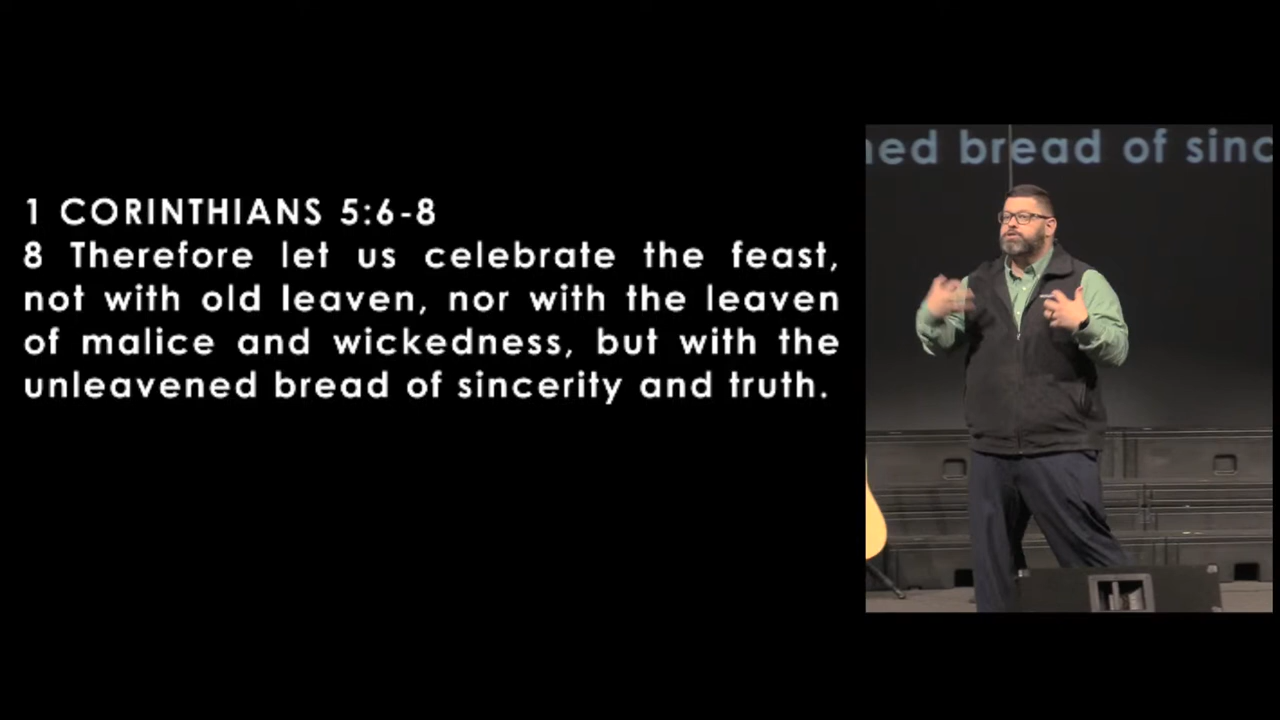 1 CORINTHIANS 5:6-8
8 Therefore let us celebrate the feast,
not with old leaven, nor with the leaven
of malice and wickedness, but with the
unleavened bread of sincerity and truth.
ned bread of sinc